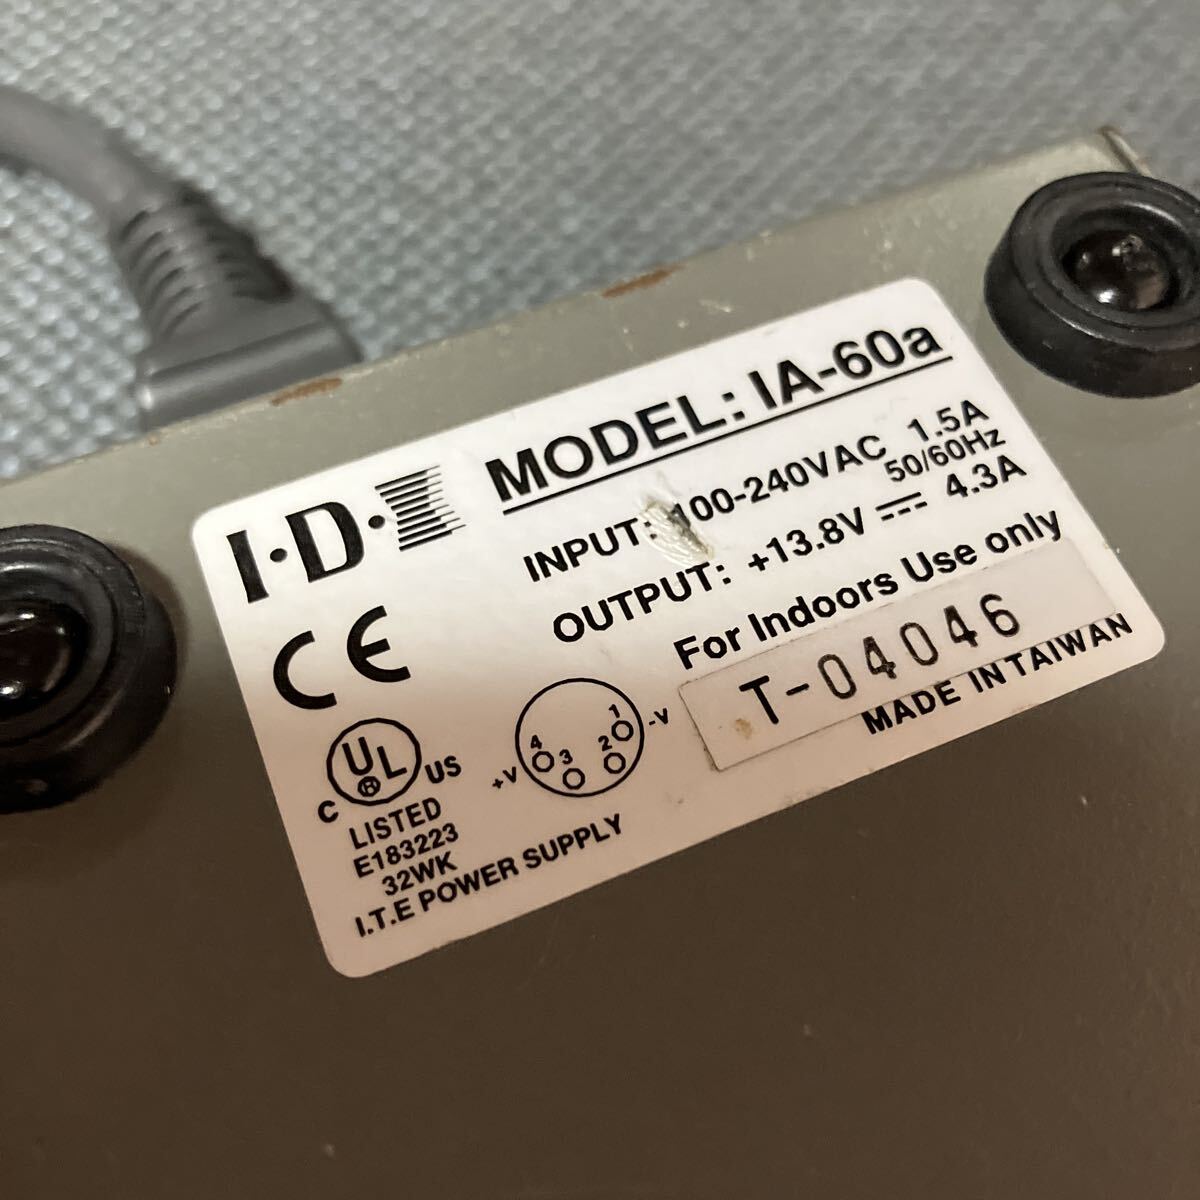 I·D·X
MODEL: IA-60a
INPUT: 100-240VAC 1.5A
50/60Hz
OUTPUT: +13.8V ⎓ 4.3A
For Indoors Use only
T-04046
MADE IN TAIWAN
CE
C UL ® US
LISTED
E183223
32WK
I.T.E POWER SUPPLY
+V 4 3 2 1 -V